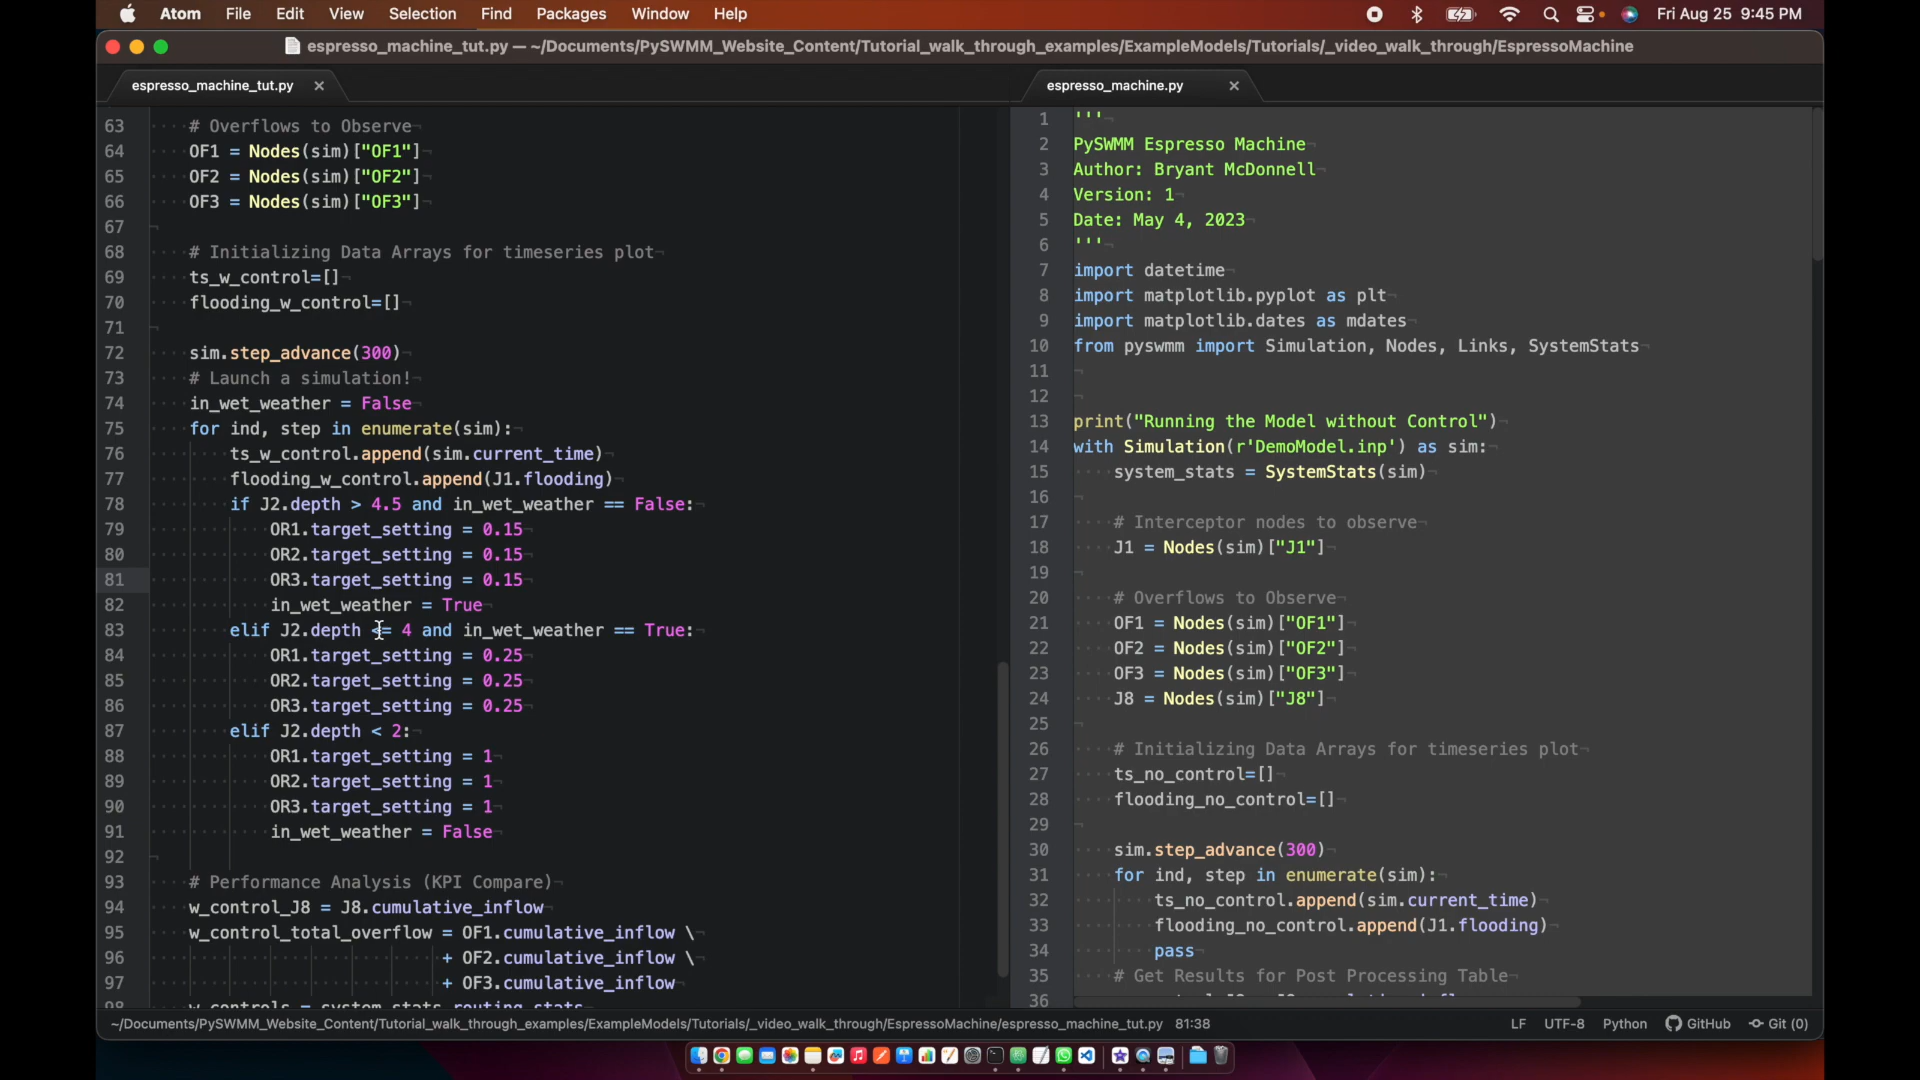 Atom File Edit View Selection Find Packages Window Help Fri Aug 25 9:45 PM
espresso_machine_tut.py — ~/Documents/PySWMM_Website_Content/Tutorial_walk_through_examples/ExampleModels/Tutorials/_video_walk_through/EspressoMachine
espresso_machine_tut.py
63 # Overflows to Observe
64 OF1 = Nodes(sim)["OF1"]
65 OF2 = Nodes(sim)["OF2"]
66 OF3 = Nodes(sim)["OF3"]
67
68 # Initializing Data Arrays for timeseries plot
69 ts_w_control=[]
70 flooding_w_control=[]
71
72 sim.step_advance(300)
73 # Launch a simulation!
74 in_wet_weather = False
75 for ind, step in enumerate(sim):
76 ts_w_control.append(sim.current_time)
77 flooding_w_control.append(J1.flooding)
78 if J2.depth > 4.5 and in_wet_weather == False:
79 OR1.target_setting = 0.15
80 OR2.target_setting = 0.15
81 OR3.target_setting = 0.15
82 in_wet_weather = True
83 elif J2.depth <= 4 and in_wet_weather == True:
84 OR1.target_setting = 0.25
85 OR2.target_setting = 0.25
86 OR3.target_setting = 0.25
87 elif J2.depth < 2:
88 OR1.target_setting = 1
89 OR2.target_setting = 1
90 OR3.target_setting = 1
91 in_wet_weather = False
92
93 # Performance Analysis (KPI Compare)
94 w_control_J8 = J8.cumulative_inflow
95 w_control_total_overflow = OF1.cumulative_inflow \
96 + OF2.cumulative_inflow \
97 + OF3.cumulative_inflow
98 w_controls = system_stats.routing_stats
espresso_machine.py
1 '''
2 PySWMM Espresso Machine
3 Author: Bryant McDonnell
4 Version: 1
5 Date: May 4, 2023
6 '''
7 import datetime
8 import matplotlib.pyplot as plt
9 import matplotlib.dates as mdates
10 from pyswmm import Simulation, Nodes, Links, SystemStats
11
12
13 print("Running the Model without Control")
14 with Simulation(r'DemoModel.inp') as sim:
15 system_stats = SystemStats(sim)
16
17 # Interceptor nodes to observe
18 J1 = Nodes(sim)["J1"]
19
20 # Overflows to Observe
21 OF1 = Nodes(sim)["OF1"]
22 OF2 = Nodes(sim)["OF2"]
23 OF3 = Nodes(sim)["OF3"]
24 J8 = Nodes(sim)["J8"]
25
26 # Initializing Data Arrays for timeseries plot
27 ts_no_control=[]
28 flooding_no_control=[]
29
30 sim.step_advance(300)
31 for ind, step in enumerate(sim):
32 ts_no_control.append(sim.current_time)
33 flooding_no_control.append(J1.flooding)
34 pass
35 # Get Results for Post Processing Table
36
~/Documents/PySWMM_Website_Content/Tutorial_walk_through_examples/ExampleModels/Tutorials/_video_walk_through/EspressoMachine/espresso_machine_tut.py 81:38 LF UTF-8 Python GitHub Git (0)